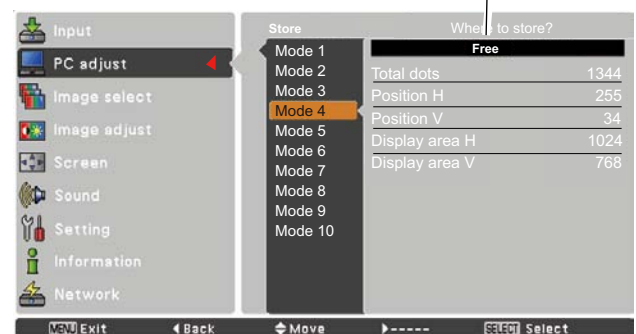 Input
PC adjust
Image select
Image adjust
Screen
Sound
Setting
Information
Network
Store
Mode 1
Mode 2
Mode 3
Mode 4
Mode 5
Mode 6
Mode 7
Mode 8
Mode 9
Mode 10
Where to store?
Free
Total dots 1344
Position H 255
Position V 34
Display area H 1024
Display area V 768
MENU Exit Back Move ----- SELECT Select